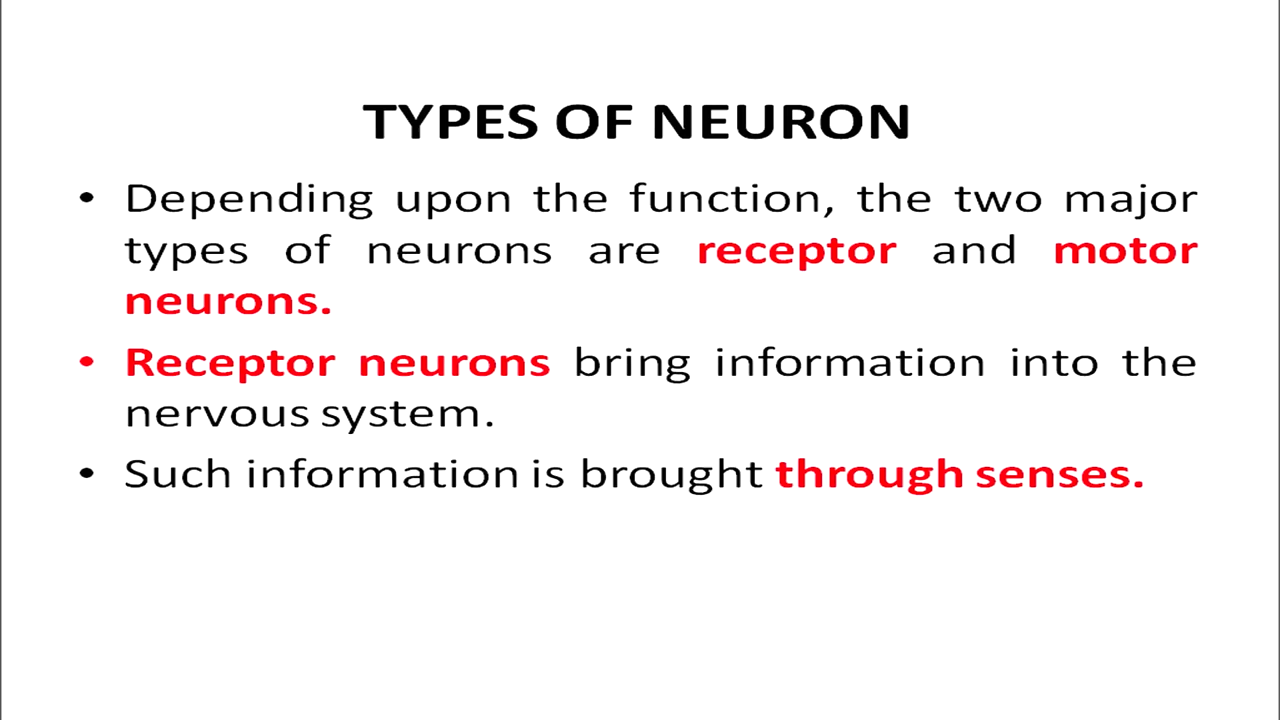 TYPES OF NEURON
• Depending upon the function, the two major
types of neurons are receptor and motor
neurons.
• Receptor neurons bring information into the
nervous system.
• Such information is brought through senses.